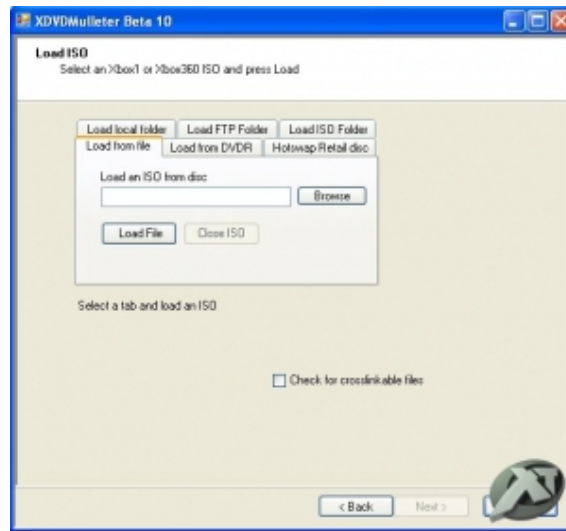 XDVDMulleter Beta 10
Load ISO
Select an Xbox1 or Xbox360 ISO and press Load
Load local folder Load FTP Folder Load ISO Folder
Load from file Load from DVDR Hotswap Retail disc
Load an ISO from disc
Browse
Load File Close ISO
Select a tab and load an ISO
Check for crosslinkable files
< Back Next > XT